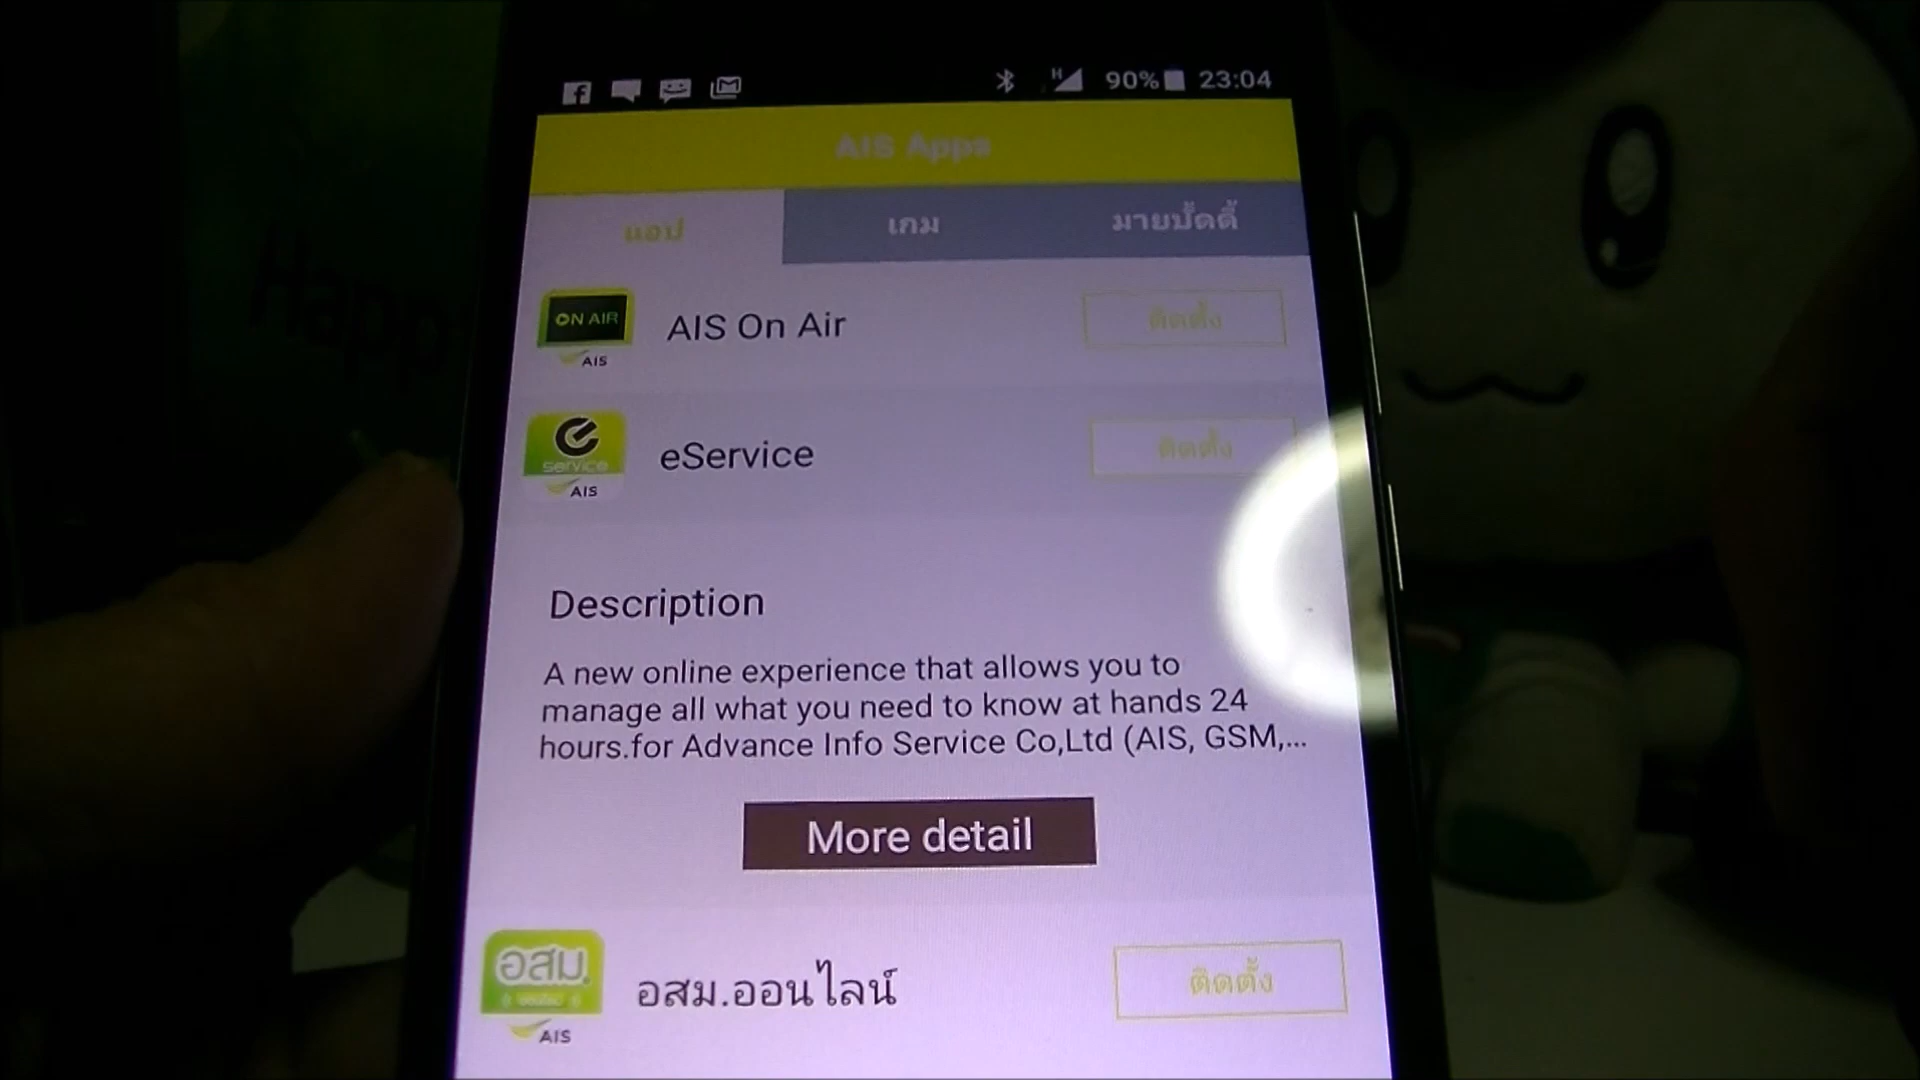 90% 23:04
AIS Apps
แอป เกม มายบัดดี้
ON AIR
AIS
AIS On Air
ติดตั้ง
service
AIS
eService
ติดตั้ง
Description
A new online experience that allows you to
manage all what you need to know at hands 24
hours.for Advance Info Service Co,Ltd (AIS, GSM,...
More detail
อสม.
AIS
อสม.ออนไลน์
ติดตั้ง
Happ